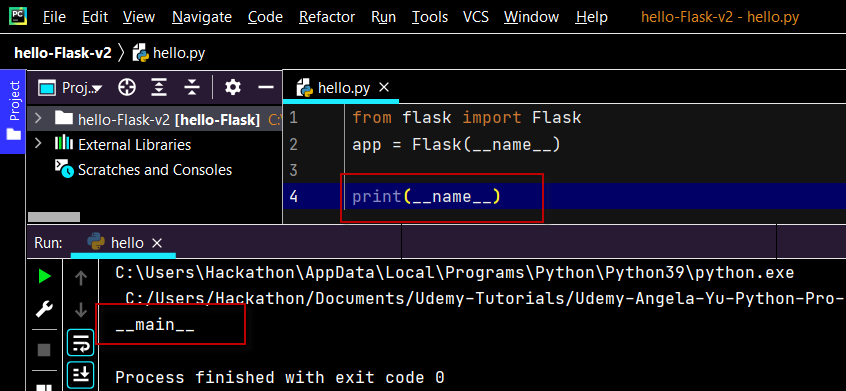 PC File Edit View Navigate Code Refactor Run Tools VCS Window Help hello-Flask-v2 - hello.py
hello-Flask-v2 hello.py
Project
Proj...
hello-Flask-v2 [hello-Flask] C:\
External Libraries
Scratches and Consoles
hello.py
1 from flask import Flask
2 app = Flask(__name__)
3
4 print(__name__)
Run: hello
C:\Users\Hackathon\AppData\Local\Programs\Python\Python39\python.exe
C:/Users/Hackathon/Documents/Udemy-Tutorials/Udemy-Angela-Yu-Python-Pro-
__main__
Process finished with exit code 0